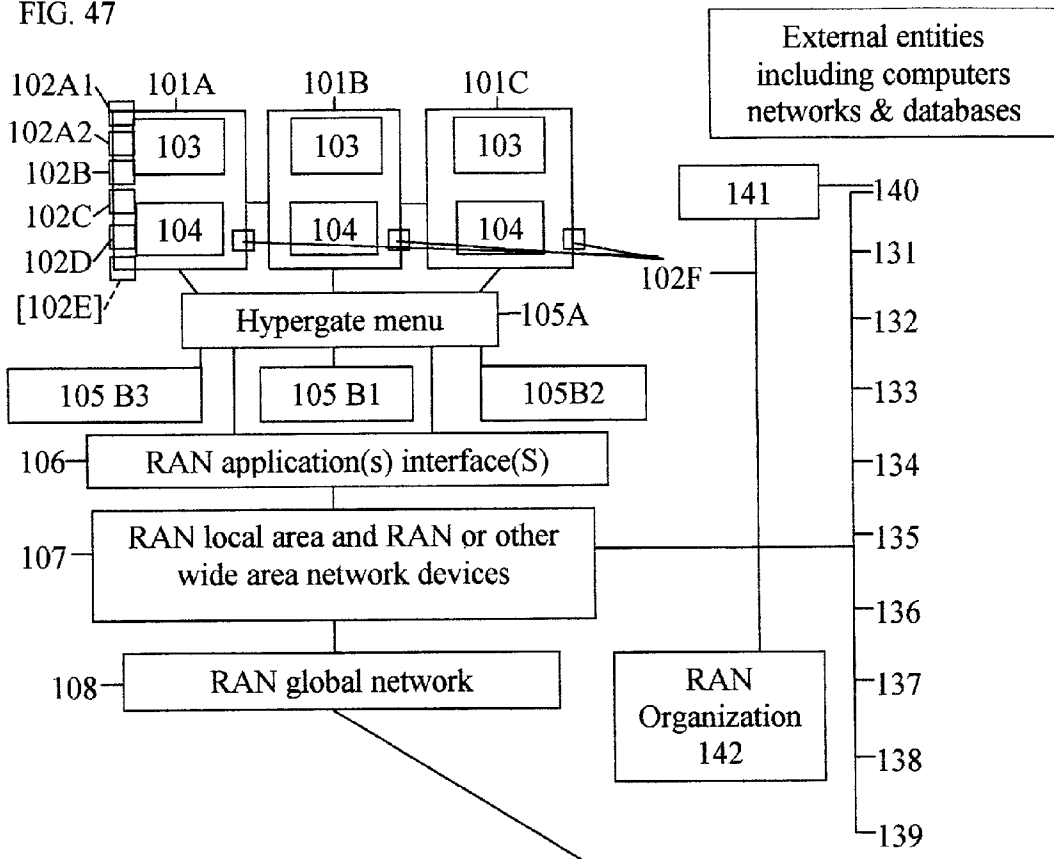 FIG. 47
External entities
including computers
networks & databases
102A1
101A
101B
101C
102A2
103
103
103
102B
141
140
102C
104
104
104
102D
131
[102E]
102F
Hypergate menu
105A
132
105 B3
105 B1
105B2
133
106
RAN application(s) interface(S)
134
107
RAN local area and RAN or other
wide area network devices
135
136
108
RAN global network
RAN
Organization
142
137
138
139